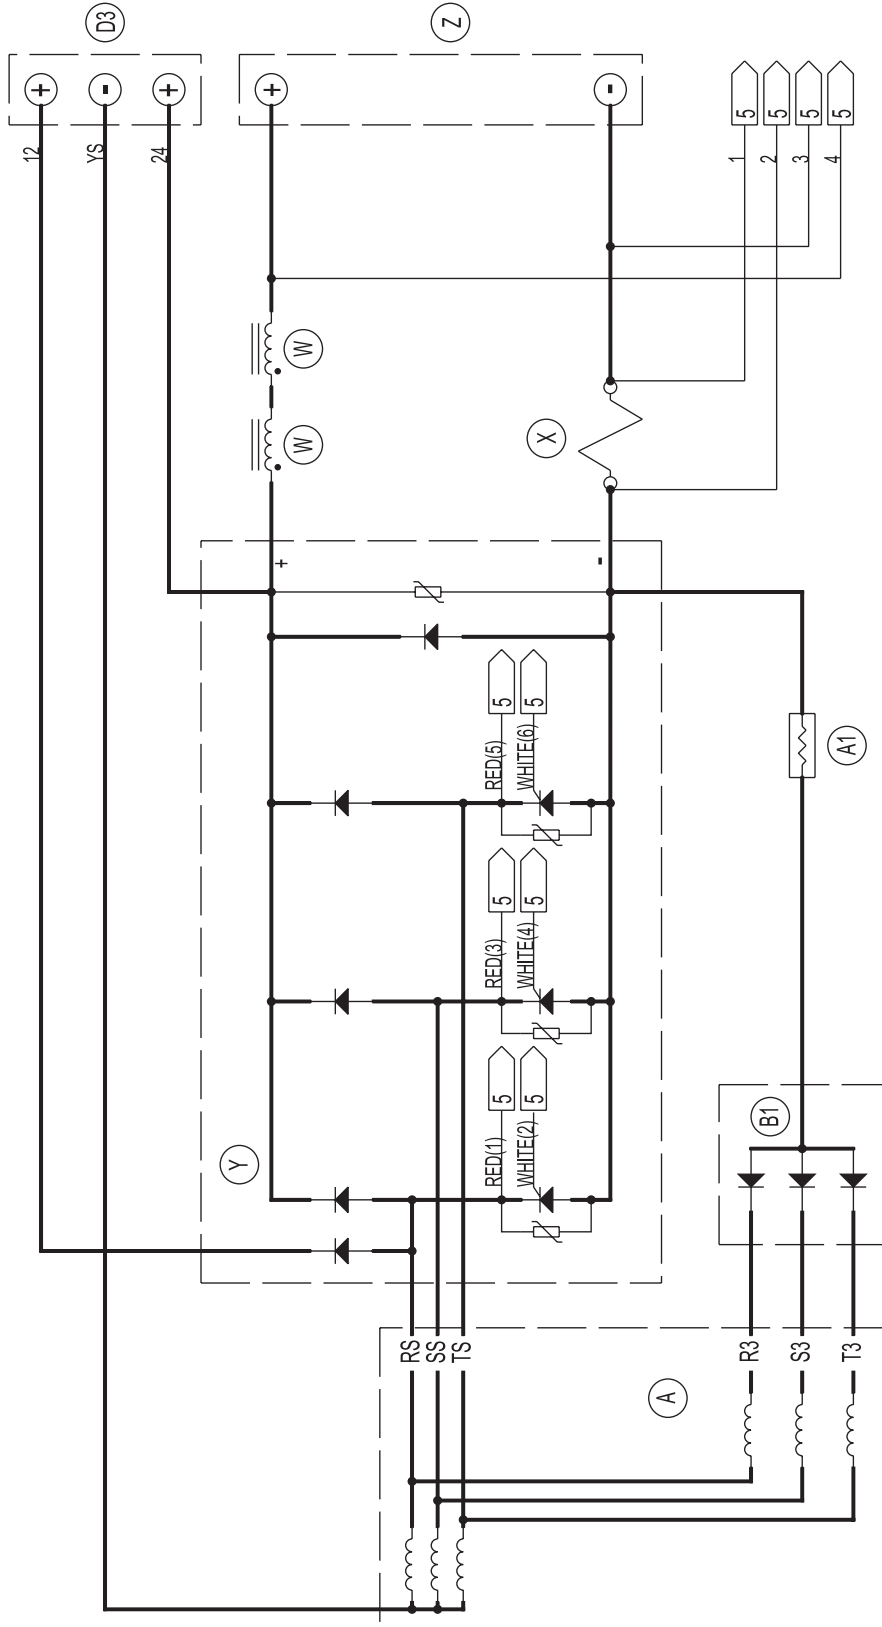 D3
Z
+
-
+
+
-
12
YS
24
5
5
5
5
1
2
3
4
W
W
X
+
-
5
5
RED(5)
WHITE(6)
A1
5
5
RED(3)
WHITE(4)
5
5
RED(1)
WHITE(2)
Y
B1
RS
SS
TS
R3
S3
T3
A